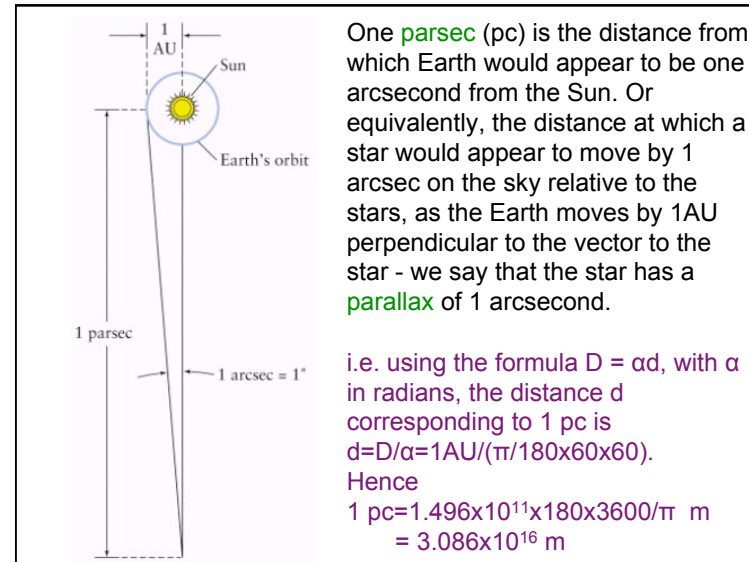 1
AU
Sun
Earth's orbit
1 parsec
1 arcsec = 1"
One parsec (pc) is the distance from
which Earth would appear to be one
arcsecond from the Sun. Or
equivalently, the distance at which a
star would appear to move by 1
arcsec on the sky relative to the
stars, as the Earth moves by 1AU
perpendicular to the vector to the
star - we say that the star has a
parallax of 1 arcsecond.
i.e. using the formula D = αd, with α
in radians, the distance d
corresponding to 1 pc is
d=D/α=1AU/(π/180x60x60).
Hence
1 pc=1.496x10¹¹x180x3600/π m
= 3.086x10¹⁶ m